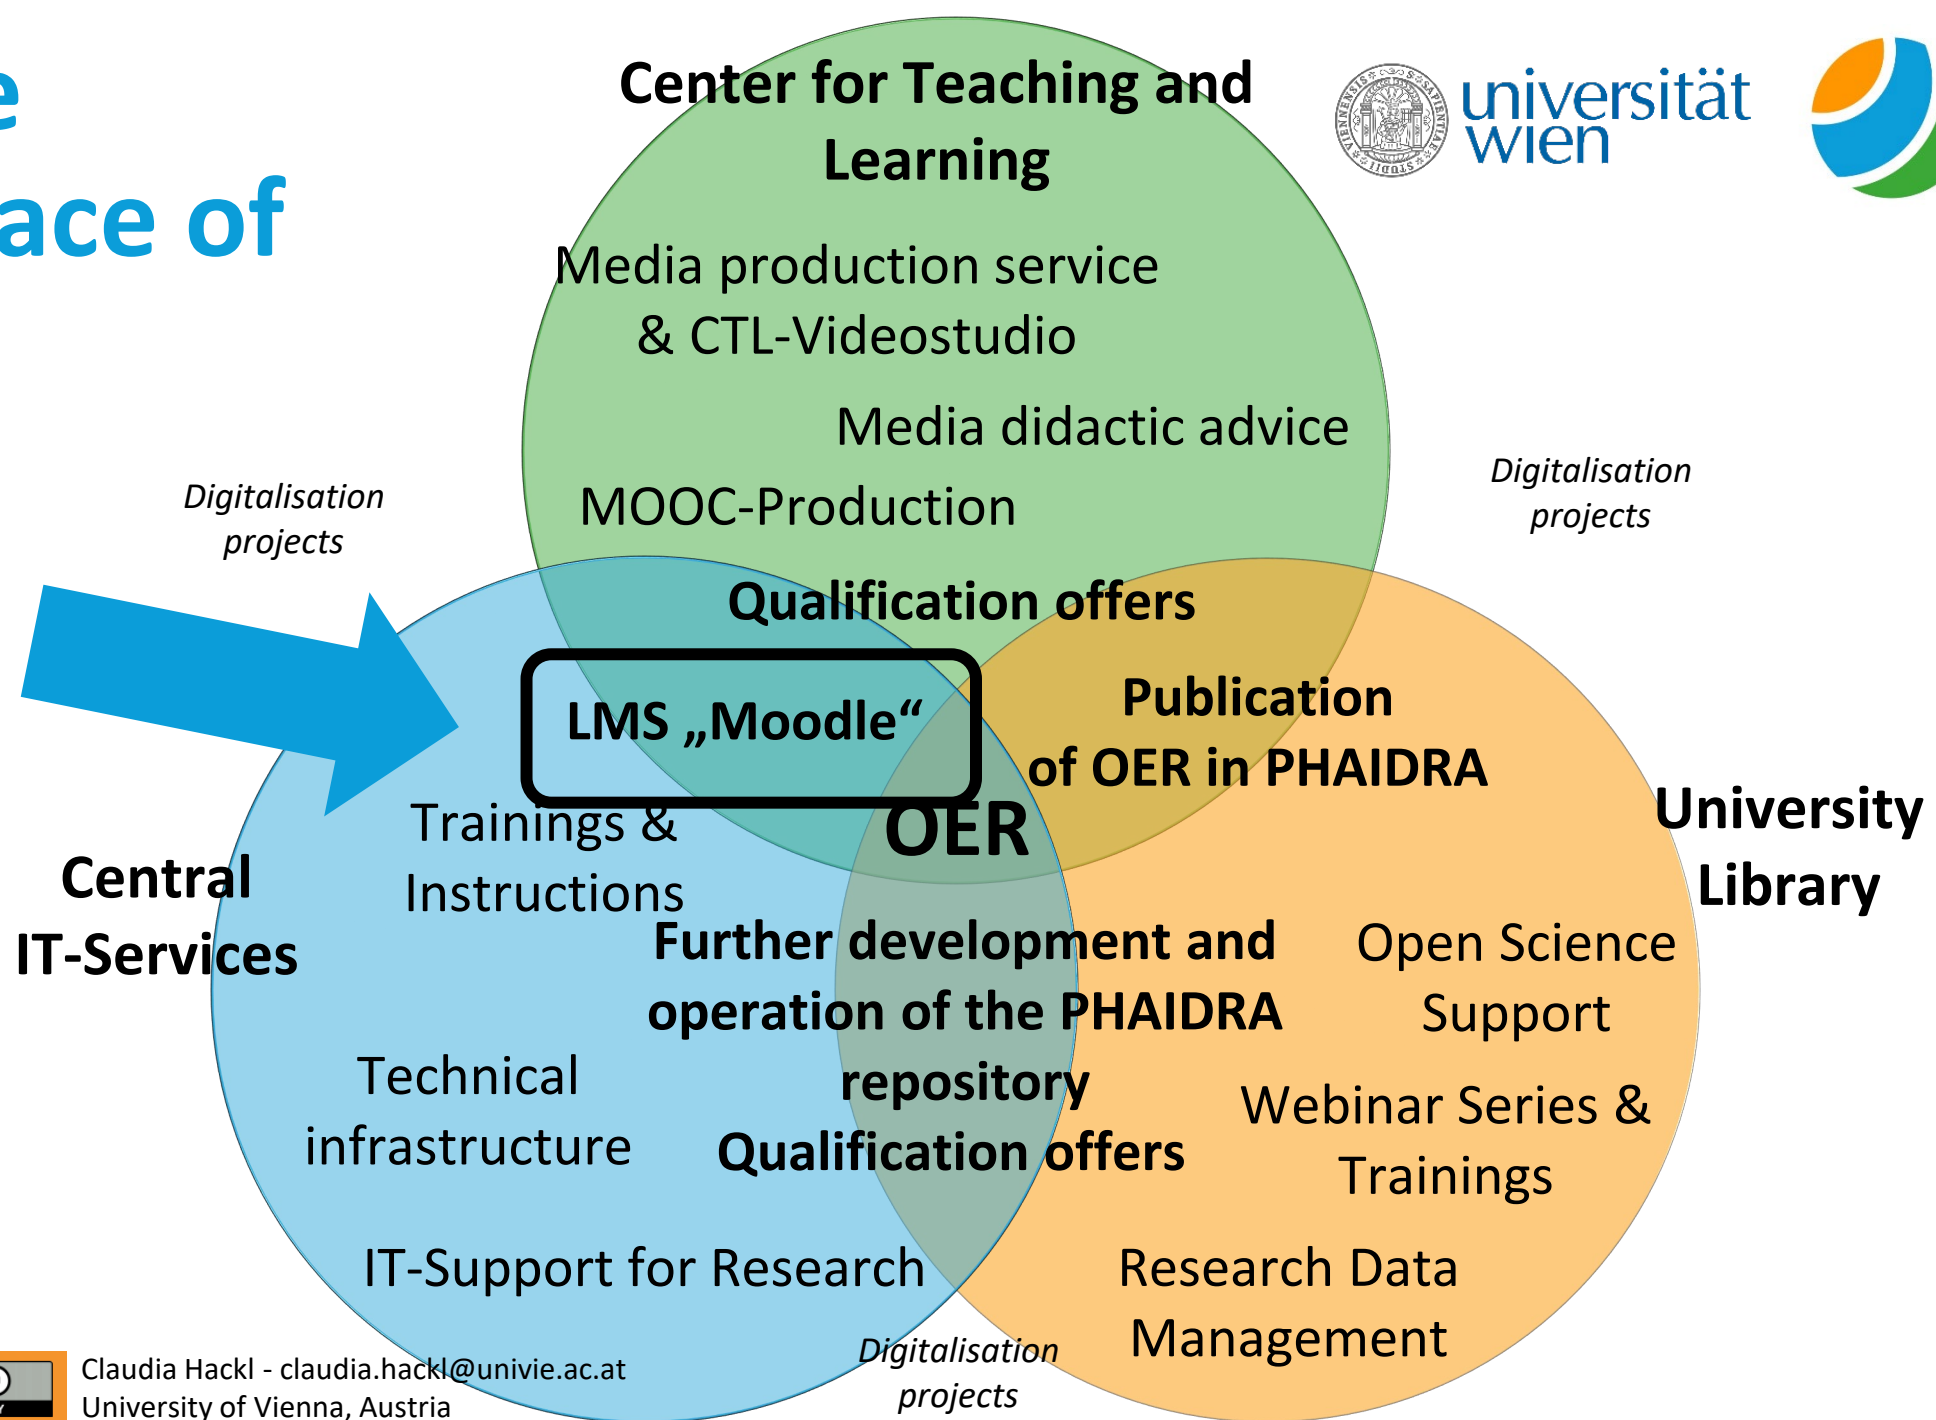 ace of
Center for Teaching and
Learning
universität
wien
Media production service
& CTL-Videostudio
Media didactic advice
MOOC-Production
Digitalisation
projects
Digitalisation
projects
Qualification offers
LMS „Moodle“
Publication
of OER in PHAIDRA
OER
Trainings &
Instructions
Central
IT-Services
University
Library
Further development and
operation of the PHAIDRA
repository
Qualification offers
Open Science
Support
Technical
infrastructure
Webinar Series &
Trainings
IT-Support for Research
Research Data
Management
Digitalisation
projects
Claudia Hackl - claudia.hackl@univie.ac.at
University of Vienna, Austria